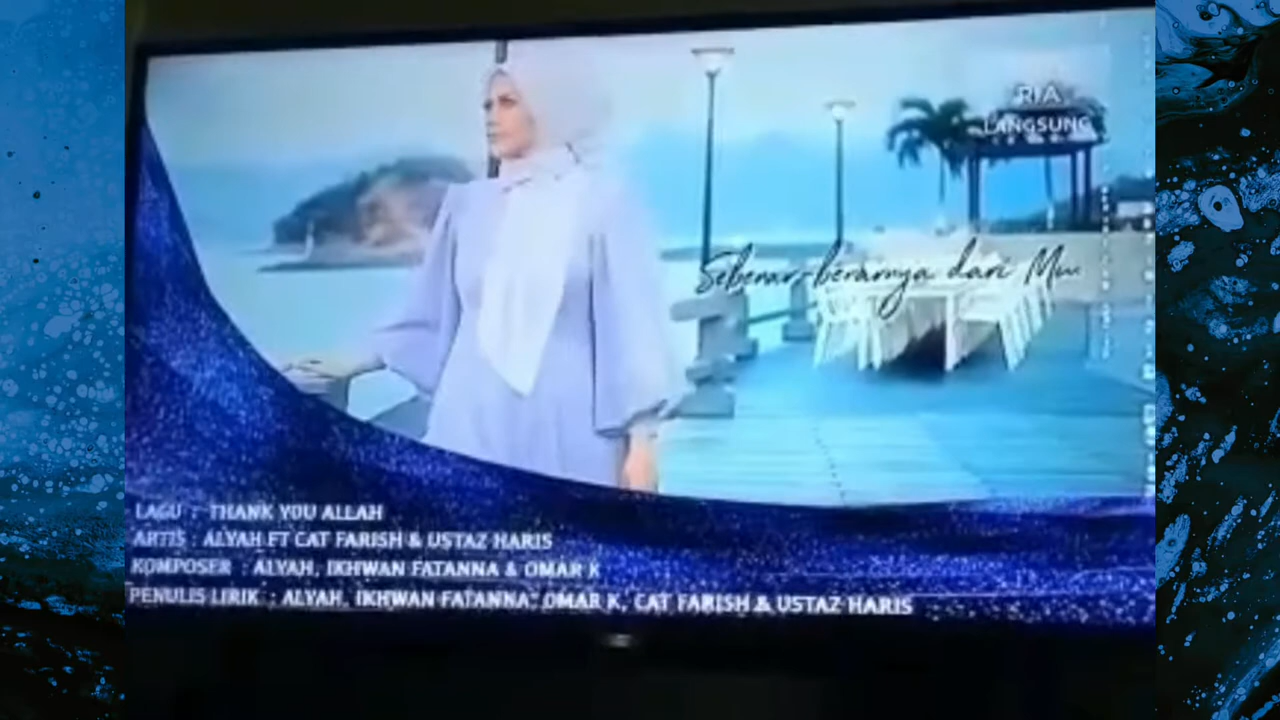 RIA
LANGSUNG
Sebenar-benarnya dari Mu
LAGU : THANK YOU ALLAH
ARTIS : ALYAH FT CAT FARISH & USTAZ HARIS
KOMPOSER : ALYAH, IKHWAN FATANNA & OMAR K
PENULIS LIRIK : ALYAH, IKHWAN FATANNA, OMAR K, CAT FARISH & USTAZ HARIS